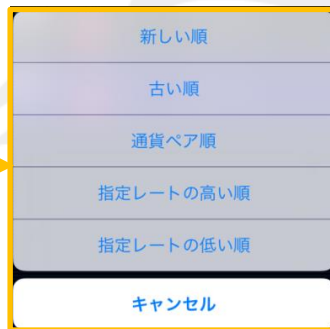 新しい順
古い順
通貨ペア順
指定レートの高い順
指定レートの低い順
キャンセル